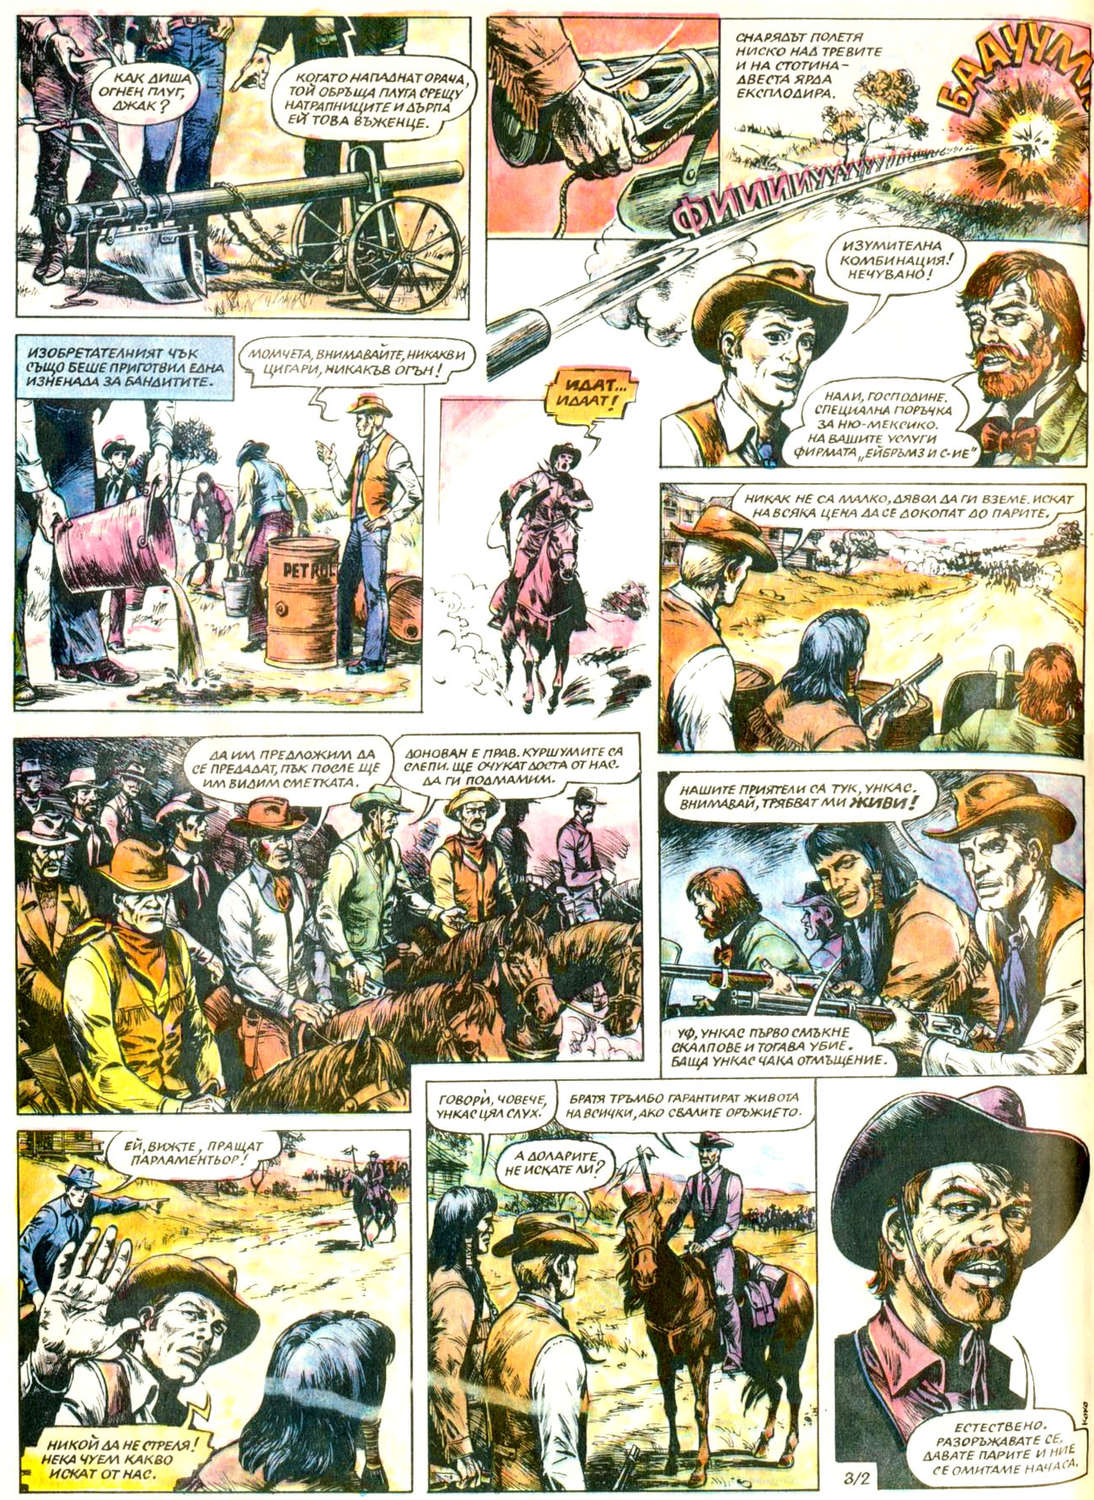 КАК ДИША
ОГНЕН ПЛУГ,
ДЖАК?
КОГАТО НАПАДНАТ ОРАЧА,
ТОЙ ОБРЪЩА ПЛУГА СРЕЩУ
НАТРАПНИЦИТЕ И ДЪРПА
ЕЙ ТОВА ВЪЖЕНЦЕ.
СНАРЯДЪТ ПОЛЕТЯ
НИСКО НАД ТРЕВИТЕ
И НА СТОТИНА-
ДВЕСТА ЯРДА
ЕКСПЛОДИРА.
БААУУМ!
ИЗУМИТЕЛНА
КОМБИНАЦИЯ!
НЕЧУВАНО!
НАЛИ, ГОСПОДИНЕ.
СПЕЦИАЛНА ПОРЪЧКА
ЗА НЮ-МЕКСИКО.
НА ВАШИТЕ УСЛУГИ
ФИРМАТА „ЕЙБРЪМЗ И С-ИЕ"
ИЗОБРЕТАТЕЛНИЯТ ЧЪК
СЪЩО БЕШЕ ПРИГОТВИЛ ЕДНА
ИЗНЕНАДА ЗА БАНДИТИТЕ.
МОМЧЕТА, ВНИМАВАЙТЕ, НИКАКВИ
ЦИГАРИ, НИКАКЪВ ОГЪН!
PETROL
ИДАТ...
ИДААТ!
НИКАК НЕ СА МАЛКО, ДЯВОЛ ДА ГИ ВЗЕМЕ. ИСКАТ
НА ВСЯКА ЦЕНА ДА СЕ ДОКОПАТ ДО ПАРИТЕ.
ДА ИМ ПРЕДЛОЖИМ ДА
СЕ ПРЕДАДАТ, ПЪК ПОСЛЕ ЩЕ
ИМ ВИДИМ СМЕТКАТА.
ДОНОВАН Е ПРАВ. КУРШУМИТЕ СА
СЛЕПИ. ЩЕ ОЧУКАТ ДОСТА ОТ НАС.
ДА ГИ ПОДМАМИМ.
НАШИТЕ ПРИЯТЕЛИ СА ТУК, УНКАС.
ВНИМАВАЙ, ТРЯБВАТ МИ ЖИВИ!
УФ, УНКАС ПЪРВО СМЪКНЕ
СКАЛПОВЕ И ТОГАВА УБИЕ.
БАЩА УНКАС ЧАКА ОТМЪЩЕНИЕ.
ЕЙ, ВИЖТЕ, ПРАЩАТ
ПАРЛАМЕНТЬОР!
НИКОЙ ДА НЕ СТРЕЛЯ!
НЕКА ЧУЕМ КАКВО
ИСКАТ ОТ НАС.
ГОВОРИ, ЧОВЕЧЕ,
УНКАС ЦЯЛ СЛУХ.
БРАТЯ ТРЪМБО ГАРАНТИРАТ ЖИВОТА
НА ВСИЧКИ, АКО СВАЛИТЕ ОРЪЖИЕТО.
А ДОЛАРИТЕ
НЕ ИСКАТЕ ЛИ?
ЕСТЕСТВЕНО.
РАЗОРЪЖАВАТЕ СЕ,
ДАВАТЕ ПАРИТЕ И НИЕ
СЕ ОМИТАМЕ НАЧАСА.
3/2